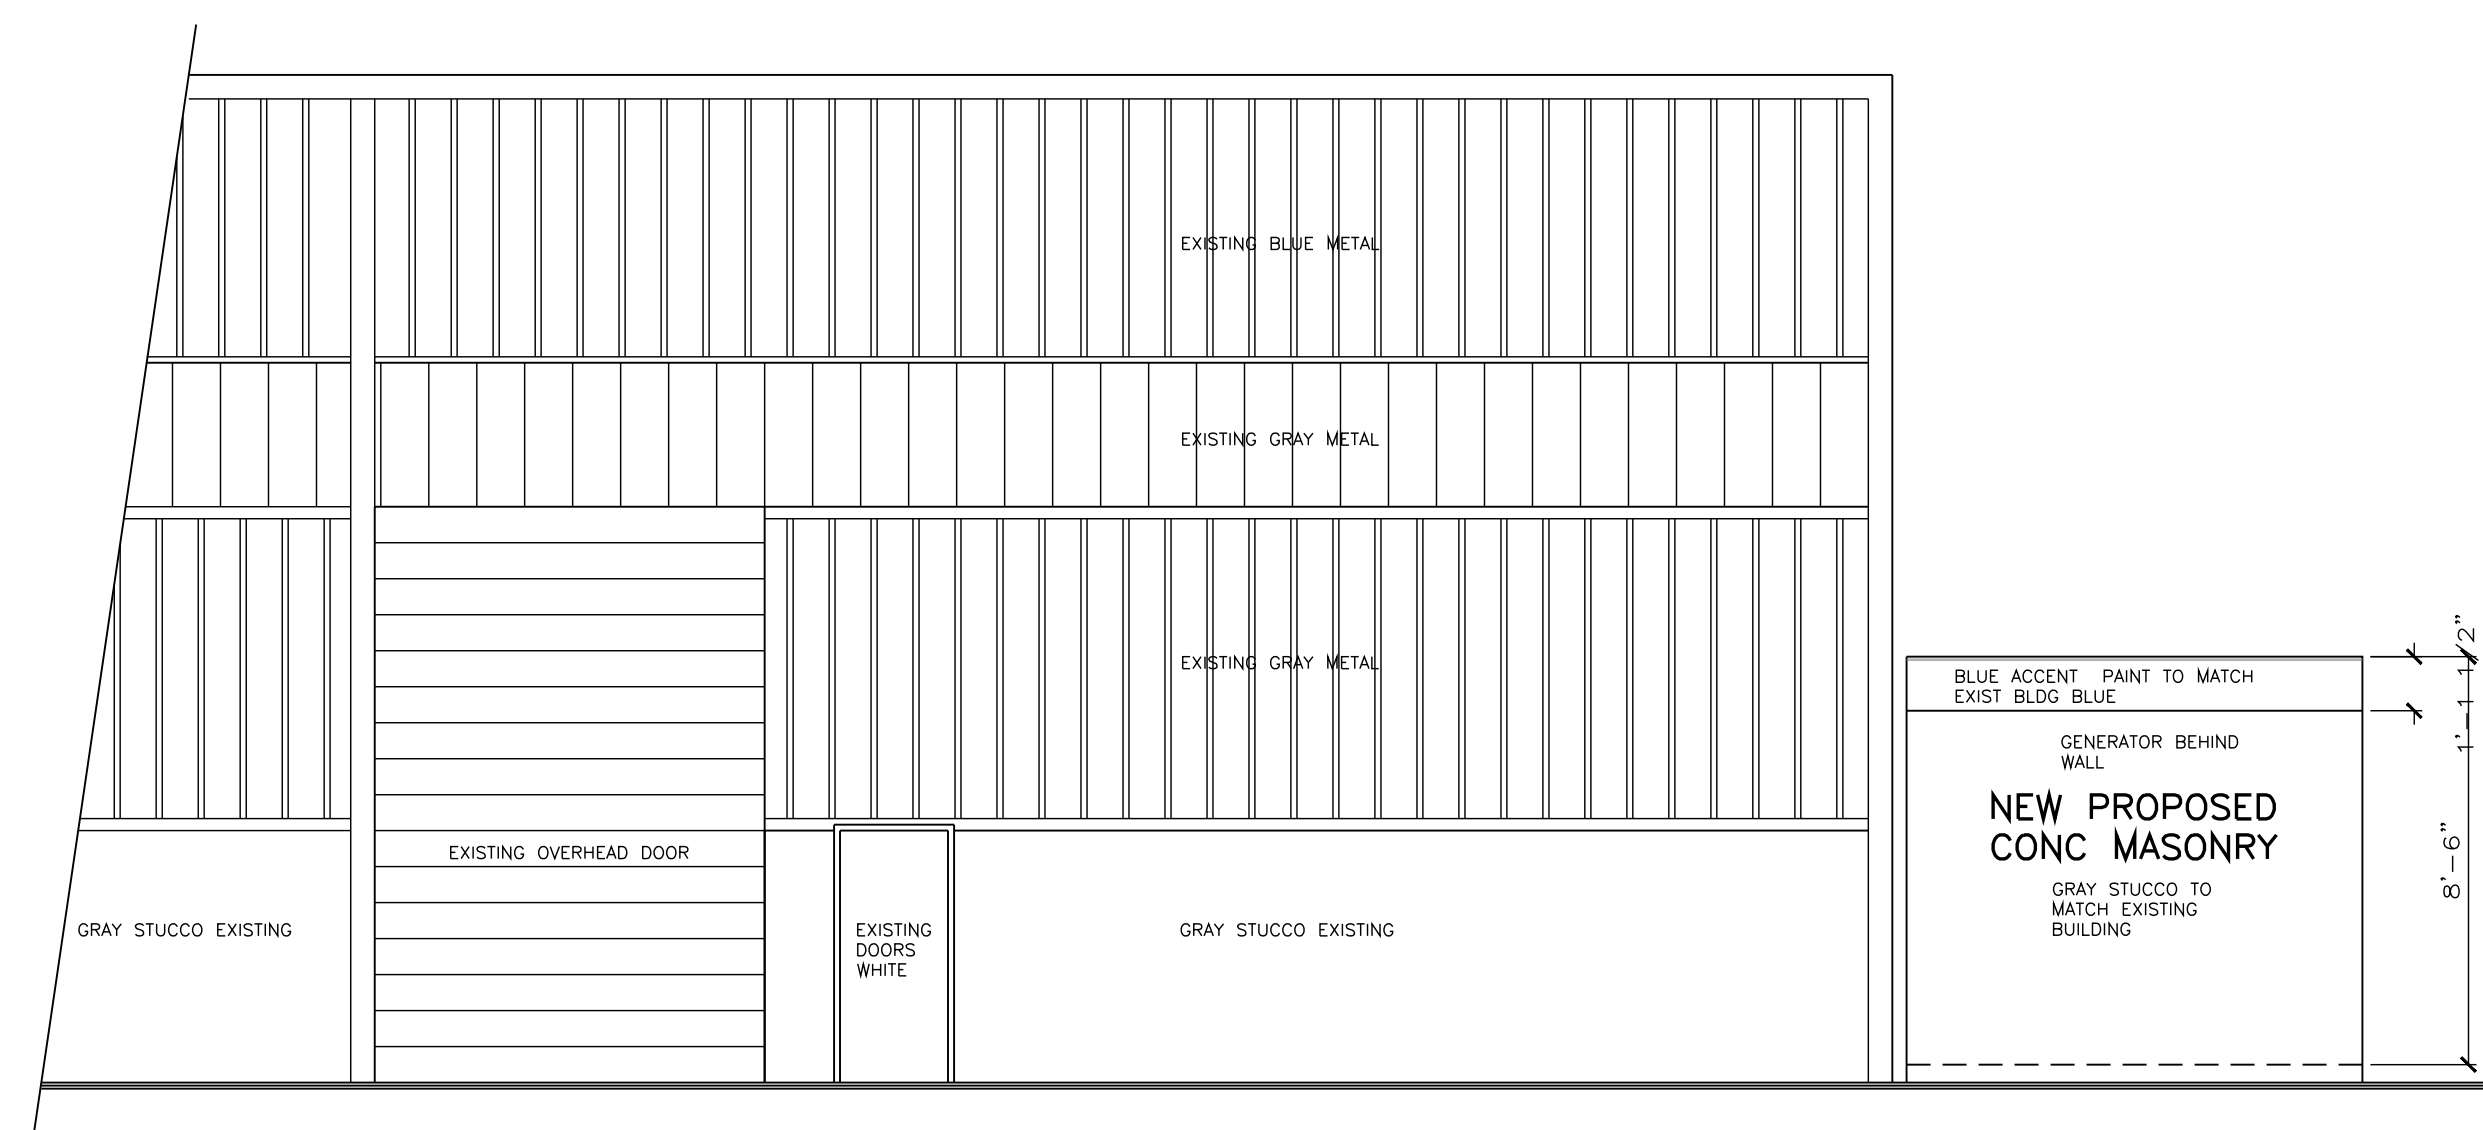 EXISTING BLUE METAL
EXISTING GRAY METAL
EXISTING GRAY METAL
EXISTING OVERHEAD DOOR
GRAY STUCCO EXISTING
EXISTING
DOORS
WHITE
GRAY STUCCO EXISTING
BLUE ACCENT PAINT TO MATCH
EXIST BLDG BLUE
GENERATOR BEHIND
WALL
NEW PROPOSED
CONC MASONRY
GRAY STUCCO TO
MATCH EXISTING
BUILDING
1'-1 1/2"
8'-6"